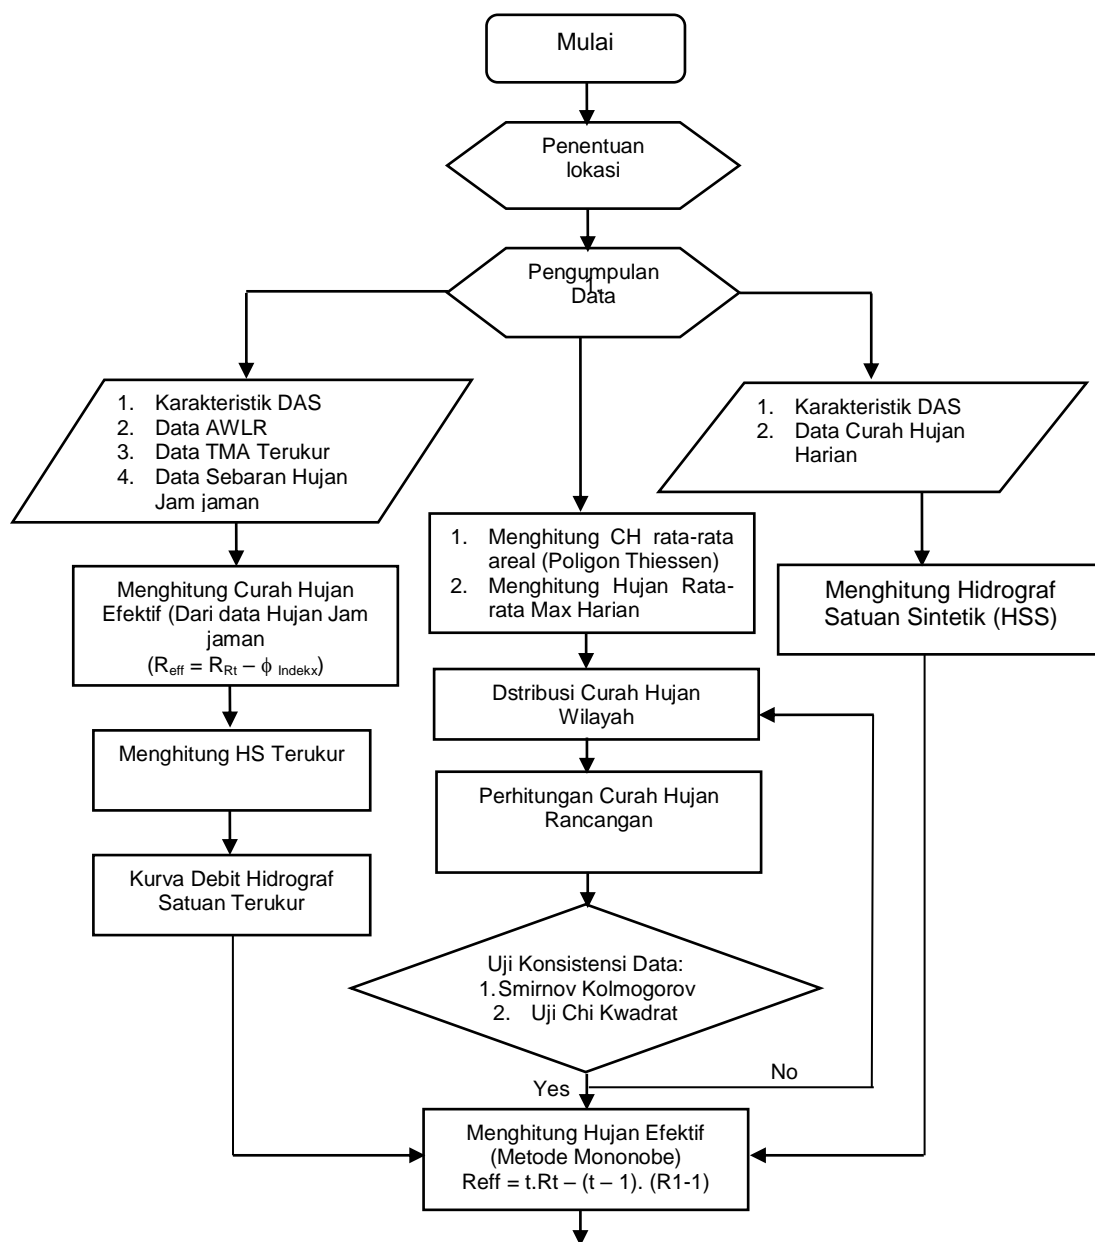 Mulai
Penentuan
lokasi
Pengumpulan
1.
Data
1. Karakteristik DAS
2. Data AWLR
3. Data TMA Terukur
4. Data Sebaran Hujan
Jam jaman
1. Karakteristik DAS
2. Data Curah Hujan
Harian
1. Menghitung CH rata-rata
areal (Poligon Thiessen)
2. Menghitung Hujan Rata-
rata Max Harian
Menghitung Curah Hujan
Efektif (Dari data Hujan Jam
jaman
(Reff = RRt – ϕ Indekx)
Menghitung Hidrograf
Satuan Sintetik (HSS)
Dstribusi Curah Hujan
Wilayah
Menghitung HS Terukur
Perhitungan Curah Hujan
Rancangan
Kurva Debit Hidrograf
Satuan Terukur
Uji Konsistensi Data:
1.Smirnov Kolmogorov
2. Uji Chi Kwadrat
No
Yes
Menghitung Hujan Efektif
(Metode Mononobe)
Reff = t.Rt – (t – 1). (R1-1)